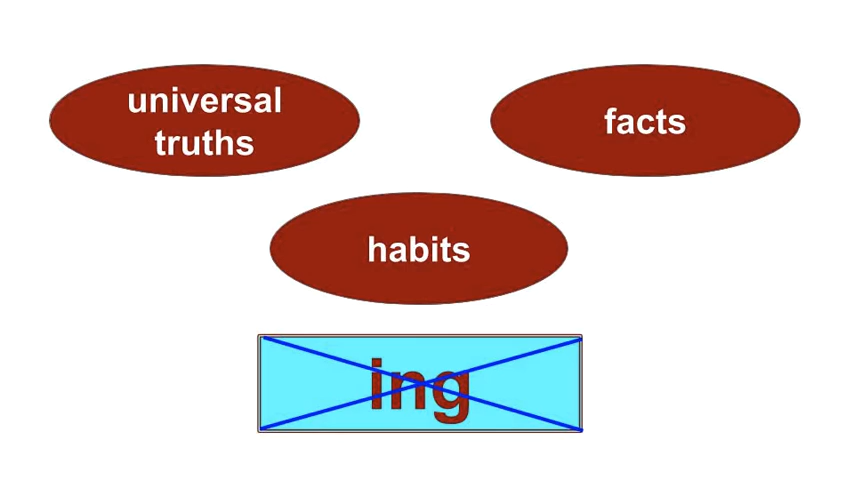 universal
truths
facts
habits
ing